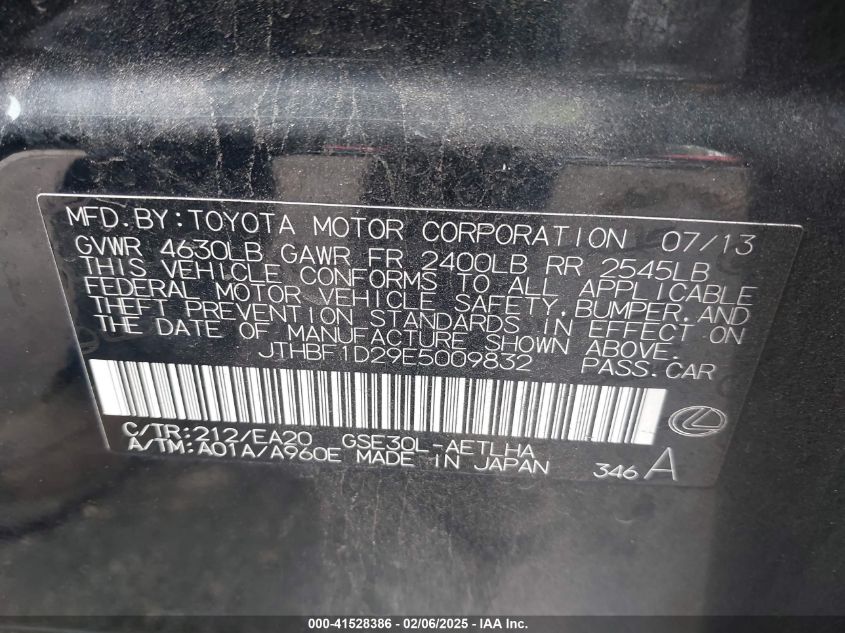 MFD.BY:TOYOTA MOTOR CORPORATION 07/13
GVWR 4630LB GAWR FR 2400LB RR 2545LB
THIS VEHICLE CONFORMS TO ALL APPLICABLE
FEDERAL MOTOR VEHICLE SAFETY,BUMPER,AND
THEFT PREVENTION STANDARDS IN EFFECT ON
THE DATE OF MANUFACTURE SHOWN ABOVE.
JTHBF1D29E5009832 PASS.CAR
C/TR:212/EA20 GSE30L-AETLHA
A/TM:A01A/A960E MADE IN JAPAN 346A
000-41528386 - 02/06/2025 - IAA Inc.